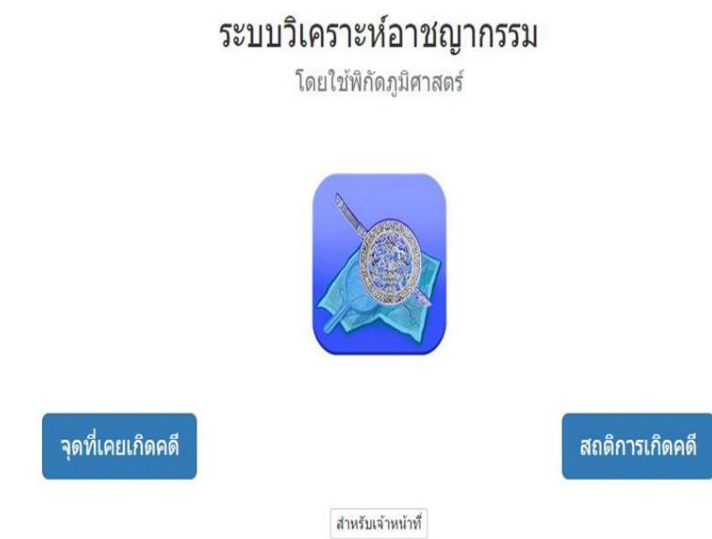 ระบบวิเคราะห์อาชญากรรม
โดยใช้พิกัดภูมิศาสตร์
จุดที่เคยเกิดคดี
สถิติการเกิดคดี
สำหรับเจ้าหน้าที่